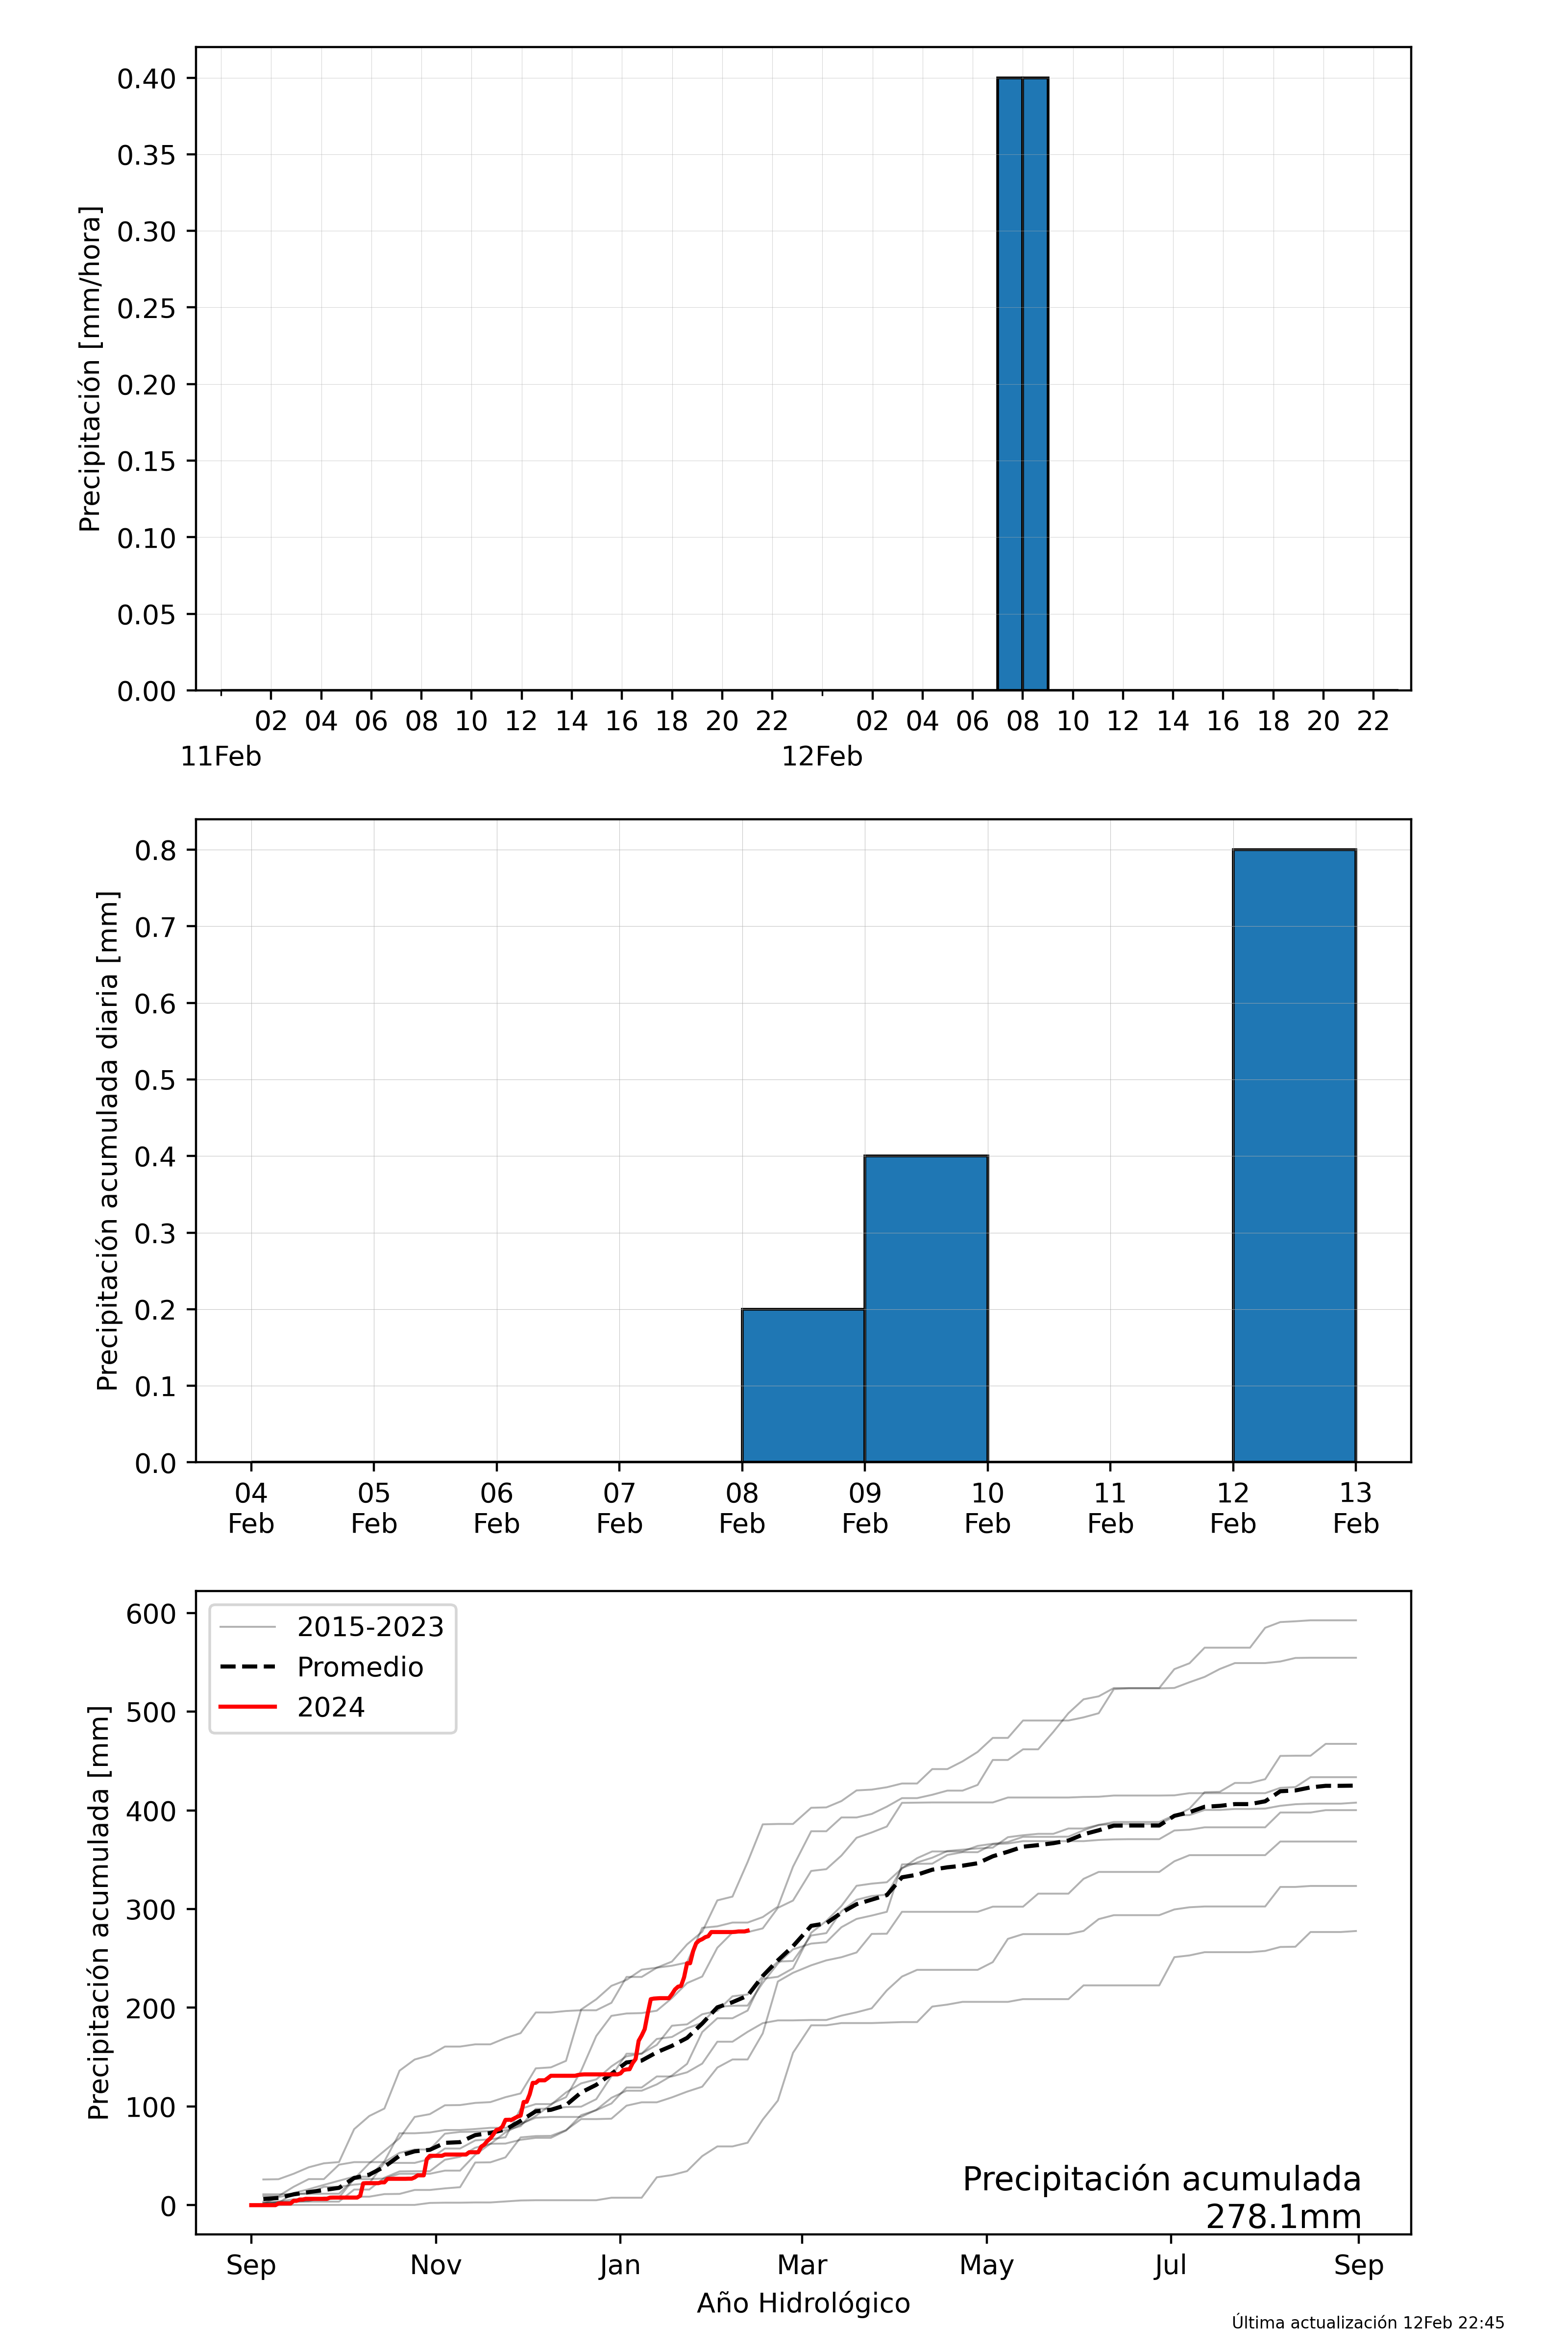 0.40
0.35
0.30
0.25
0.20
0.15
0.10
0.05
0.00
Precipitación [mm/hora]
02 04 06 08 10 12 14 16 18 20 22 02 04 06 08 10 12 14 16 18 20 22
11Feb 12Feb
0.8
0.7
0.6
0.5
0.4
0.3
0.2
0.1
0.0
Precipitación acumulada diaria [mm]
04 05 06 07 08 09 10 11 12 13
Feb Feb Feb Feb Feb Feb Feb Feb Feb Feb
600
500
400
300
200
100
0
Precipitación acumulada [mm]
2015-2023
Promedio
2024
Precipitación acumulada
278.1mm
Sep Nov Jan Mar May Jul Sep
Año Hidrológico
Última actualización 12Feb 22:45